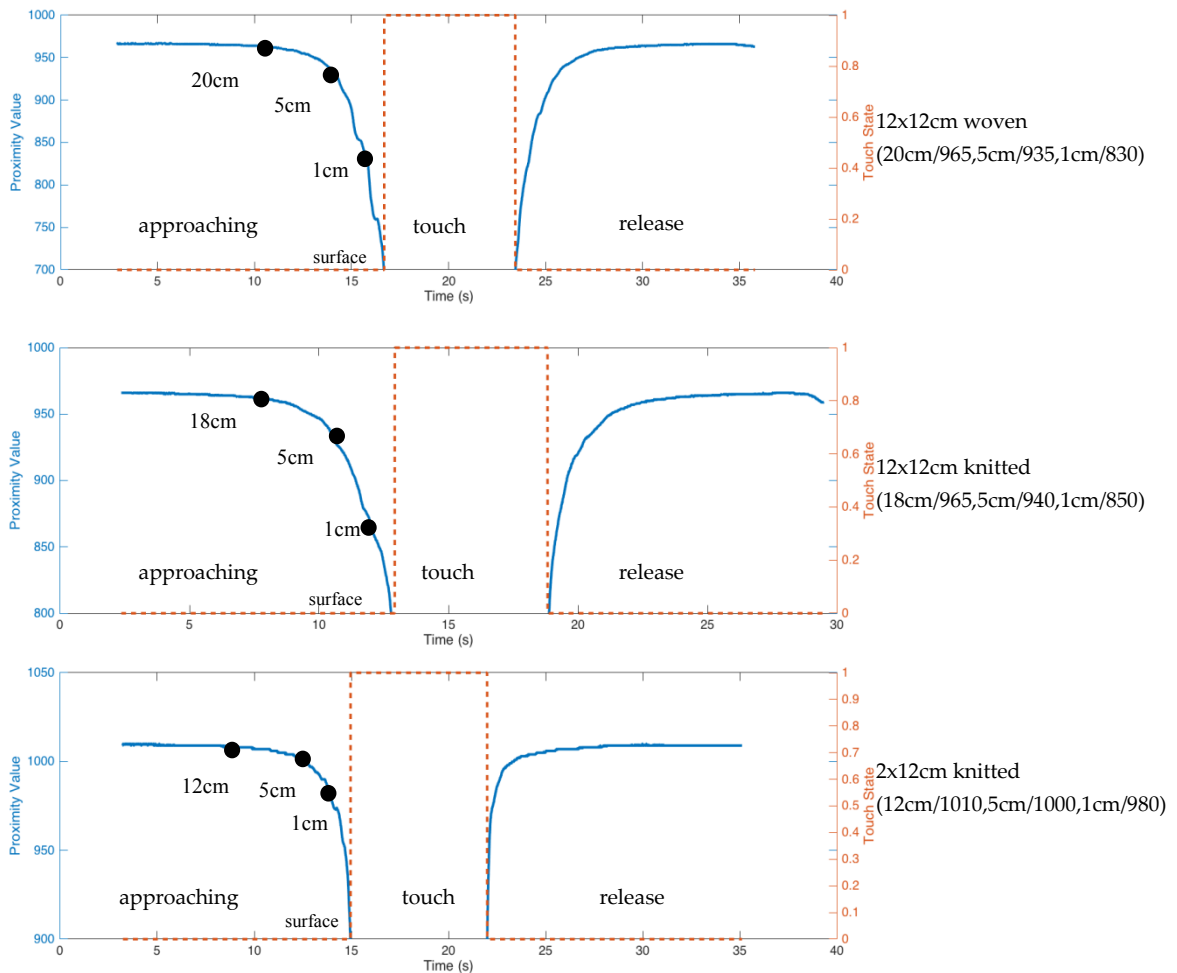 1000
950
900
850
800
750
700
Proximity Value
20cm
5cm
1cm
approaching
surface
touch
release
1
0.8
0.6
0.4
0.2
0
Touch State
0 5 10 15 20 25 30 35 40
Time (s)
12x12cm woven
(20cm/965,5cm/935,1cm/830)
1000
950
900
850
800
Proximity Value
18cm
5cm
1cm
approaching
surface
touch
release
1
0.8
0.6
0.4
0.2
0
Touch State
0 5 10 15 20 25 30
Time (s)
12x12cm knitted
(18cm/965,5cm/940,1cm/850)
1050
1000
950
900
Proximity Value
12cm
5cm
1cm
approaching
surface
touch
release
1
0.9
0.8
0.7
0.6
0.5
0.4
0.3
0.2
0.1
0
Touch State
0 5 10 15 20 25 30 35 40
Time (s)
2x12cm knitted
(12cm/1010,5cm/1000,1cm/980)